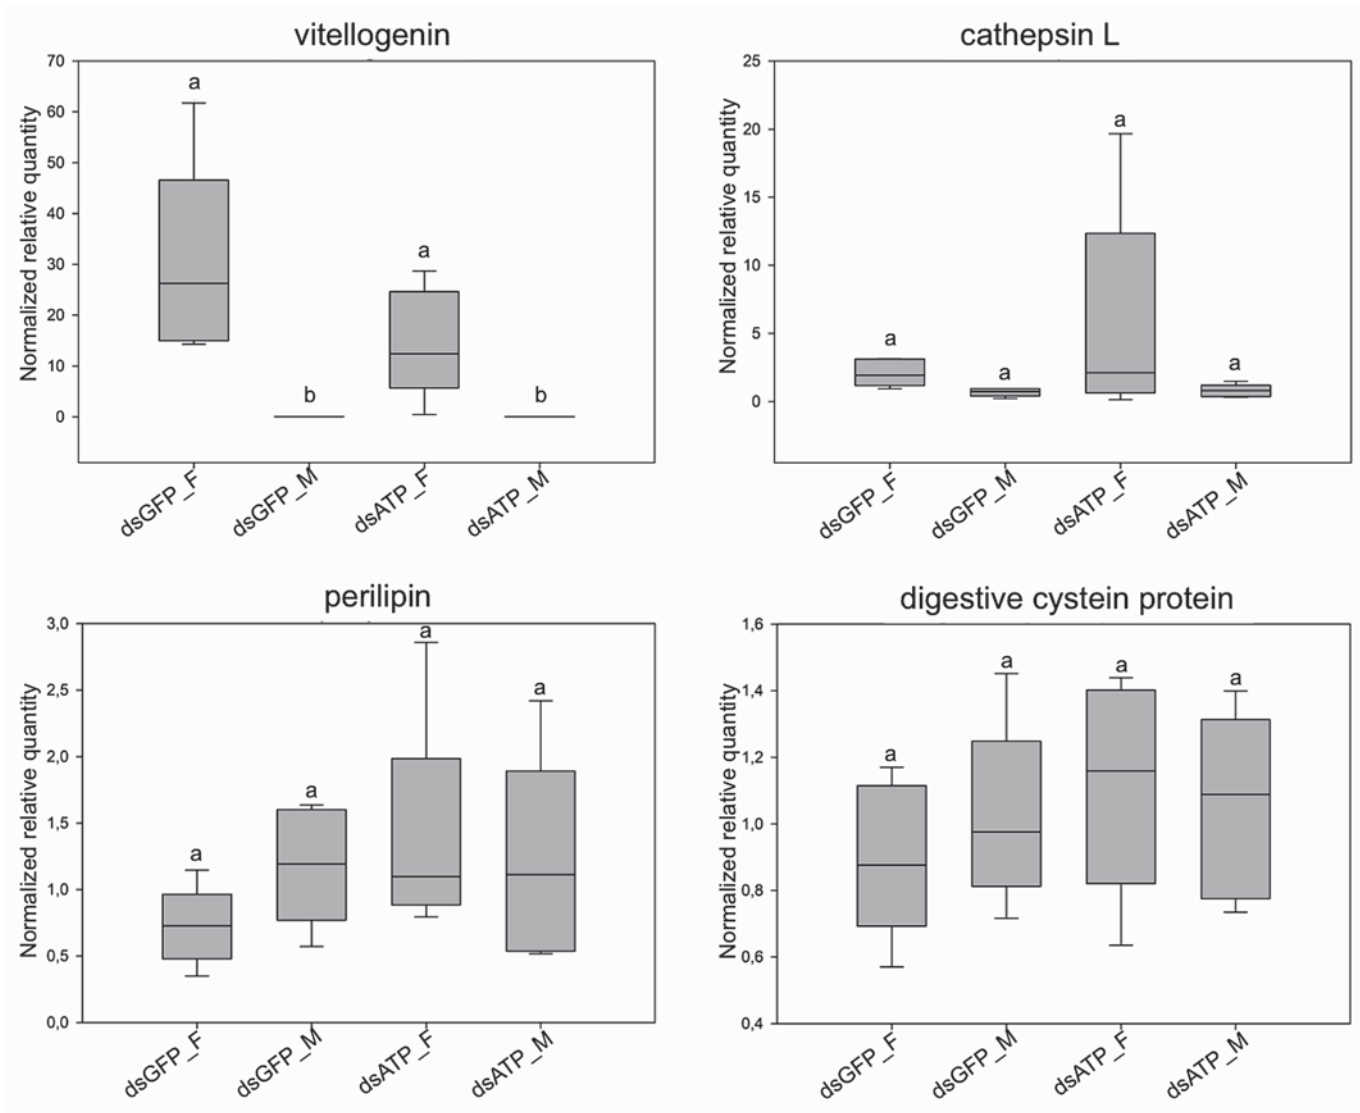 vitellogenin
Normalized relative quantity
70
60
50
40
30
20
10
0
a
b
a
b
dsGFP_F
dsGFP_M
dsATP_F
dsATP_M
cathepsin L
Normalized relative quantity
25
20
15
10
5
0
a
a
a
a
dsGFP_F
dsGFP_M
dsATP_F
dsATP_M
perilipin
Normalized relative quantity
3,0
2,5
2,0
1,5
1,0
0,5
0,0
a
a
a
a
dsGFP_F
dsGFP_M
dsATP_F
dsATP_M
digestive cystein protein
Normalized relative quantity
1,6
1,4
1,2
1,0
0,8
0,6
0,4
a
a
a
a
dsGFP_F
dsGFP_M
dsATP_F
dsATP_M